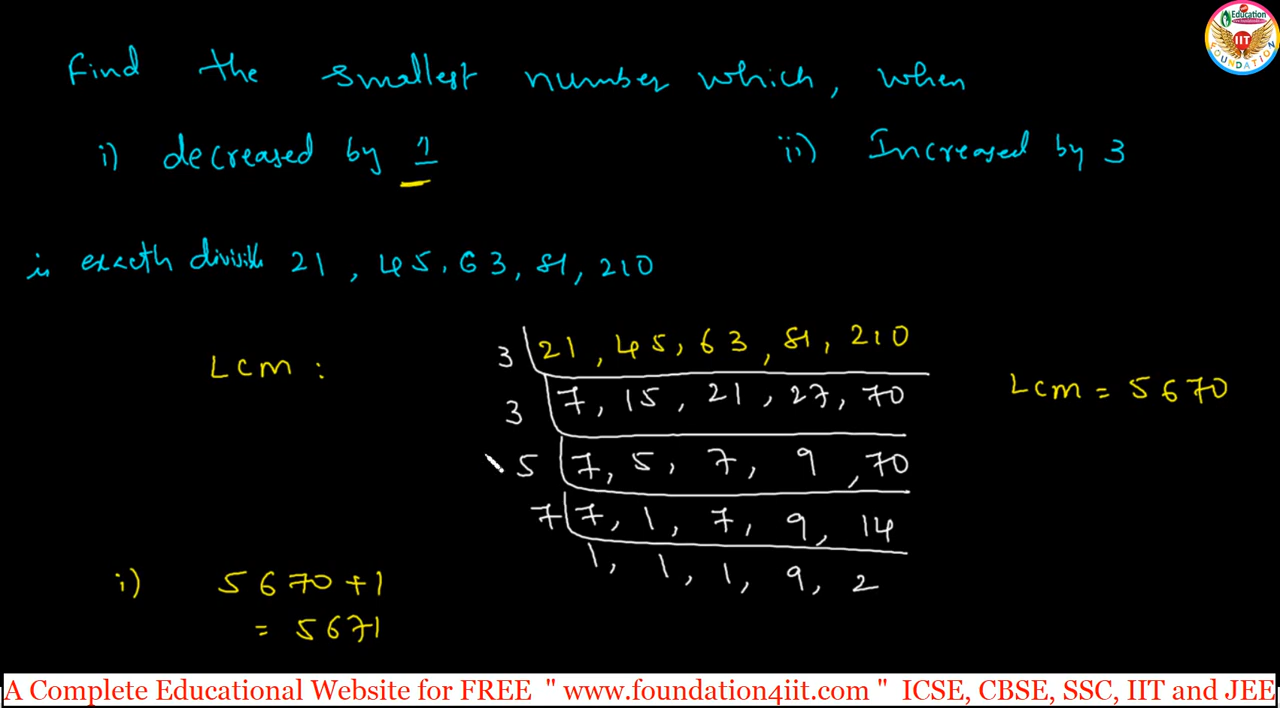 Education
IIT
FOUNDATION
Find the smallest number which, when
i) decreased by 1 ii) Increased by 3
is exactly divisible 21, 45, 63, 81, 210
LCM :
3 21, 45, 63, 81, 210
3 7, 15, 21, 27, 70
LCM = 5670
5 7, 5, 7, 9, 70
7 7, 1, 7, 9, 14
1, 1, 1, 9, 2
i) 5670 + 1
= 5671
A Complete Educational Website for FREE " www.foundation4iit.com " ICSE, CBSE, SSC, IIT and JEE